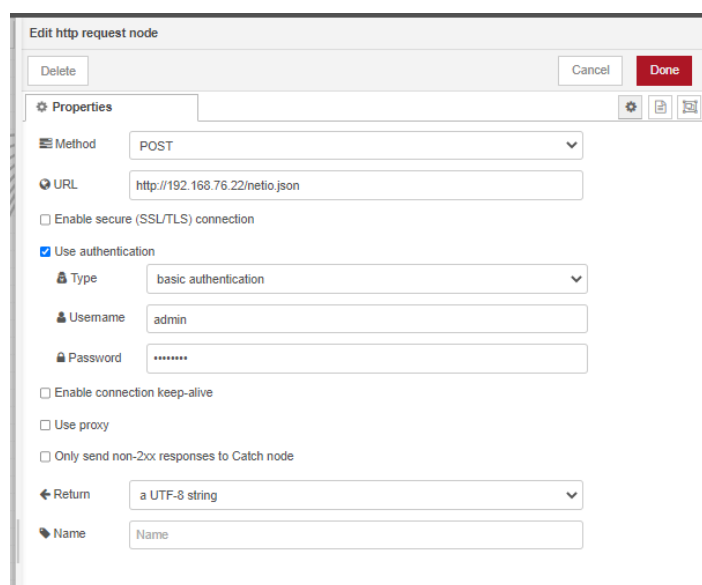 Edit http request node
Delete Cancel Done
Properties
Method POST
URL http://192.168.76.22/netio.json
Enable secure (SSL/TLS) connection
Use authentication
Type basic authentication
Username admin
Password ••••••••
Enable connection keep-alive
Use proxy
Only send non-2xx responses to Catch node
Return a UTF-8 string
Name Name